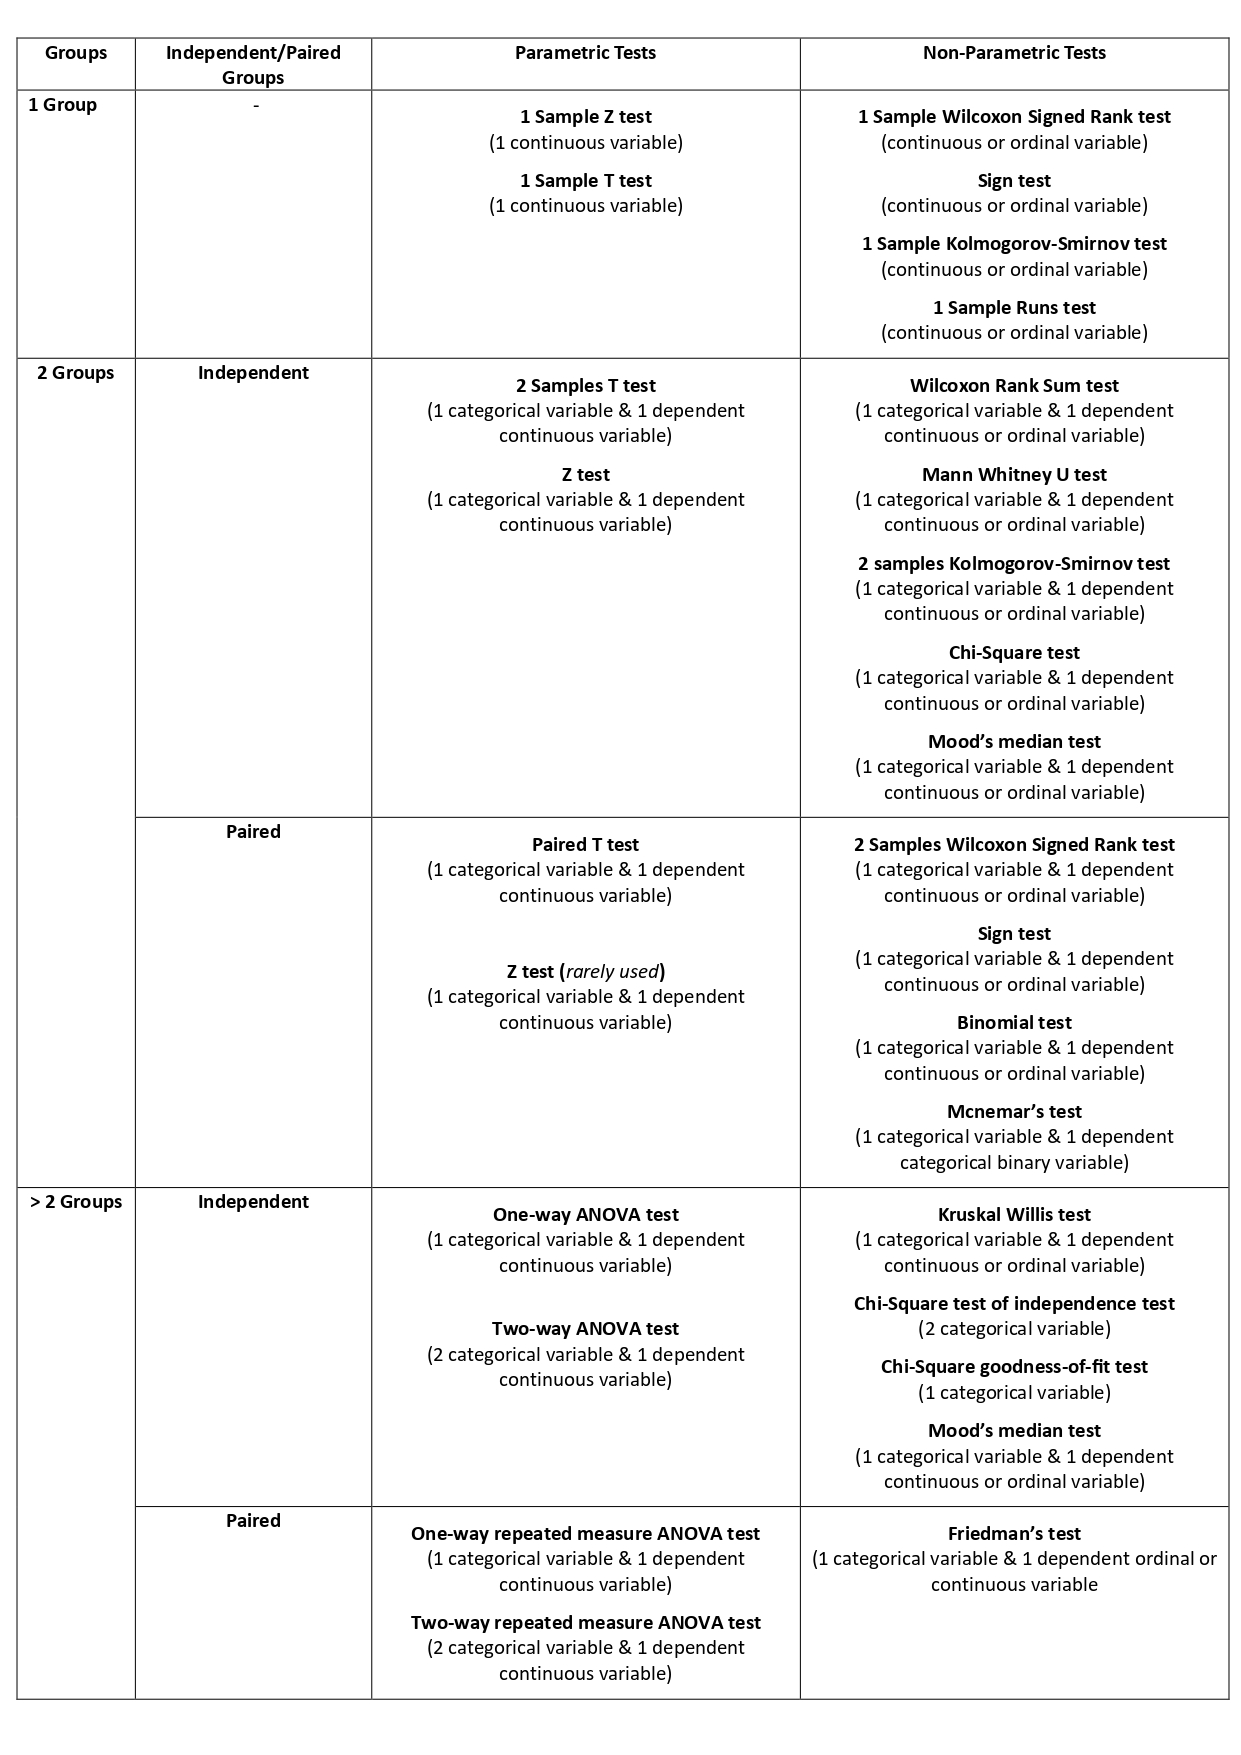 Groups
Independent/Paired
Groups
Parametric Tests
Non-Parametric Tests
1 Group
-
1 Sample Z test
(1 continuous variable)
1 Sample T test
(1 continuous variable)
1 Sample Wilcoxon Signed Rank test
(continuous or ordinal variable)
Sign test
(continuous or ordinal variable)
1 Sample Kolmogorov-Smirnov test
(continuous or ordinal variable)
1 Sample Runs test
(continuous or ordinal variable)
2 Groups
Independent
2 Samples T test
(1 categorical variable & 1 dependent
continuous variable)
Z test
(1 categorical variable & 1 dependent
continuous variable)
Wilcoxon Rank Sum test
(1 categorical variable & 1 dependent
continuous or ordinal variable)
Mann Whitney U test
(1 categorical variable & 1 dependent
continuous or ordinal variable)
2 samples Kolmogorov-Smirnov test
(1 categorical variable & 1 dependent
continuous or ordinal variable)
Chi-Square test
(1 categorical variable & 1 dependent
continuous or ordinal variable)
Mood’s median test
(1 categorical variable & 1 dependent
continuous or ordinal variable)
Paired
Paired T test
(1 categorical variable & 1 dependent
continuous variable)
Z test (rarely used)
(1 categorical variable & 1 dependent
continuous variable)
2 Samples Wilcoxon Signed Rank test
(1 categorical variable & 1 dependent
continuous or ordinal variable)
Sign test
(1 categorical variable & 1 dependent
continuous or ordinal variable)
Binomial test
(1 categorical variable & 1 dependent
continuous or ordinal variable)
Mcnemar’s test
(1 categorical variable & 1 dependent
categorical binary variable)
> 2 Groups
Independent
One-way ANOVA test
(1 categorical variable & 1 dependent
continuous variable)
Two-way ANOVA test
(2 categorical variable & 1 dependent
continuous variable)
Kruskal Willis test
(1 categorical variable & 1 dependent
continuous or ordinal variable)
Chi-Square test of independence test
(2 categorical variable)
Chi-Square goodness-of-fit test
(1 categorical variable)
Mood’s median test
(1 categorical variable & 1 dependent
continuous or ordinal variable)
Paired
One-way repeated measure ANOVA test
(1 categorical variable & 1 dependent
continuous variable)
Two-way repeated measure ANOVA test
(2 categorical variable & 1 dependent
continuous variable)
Friedman’s test
(1 categorical variable & 1 dependent ordinal or
continuous variable